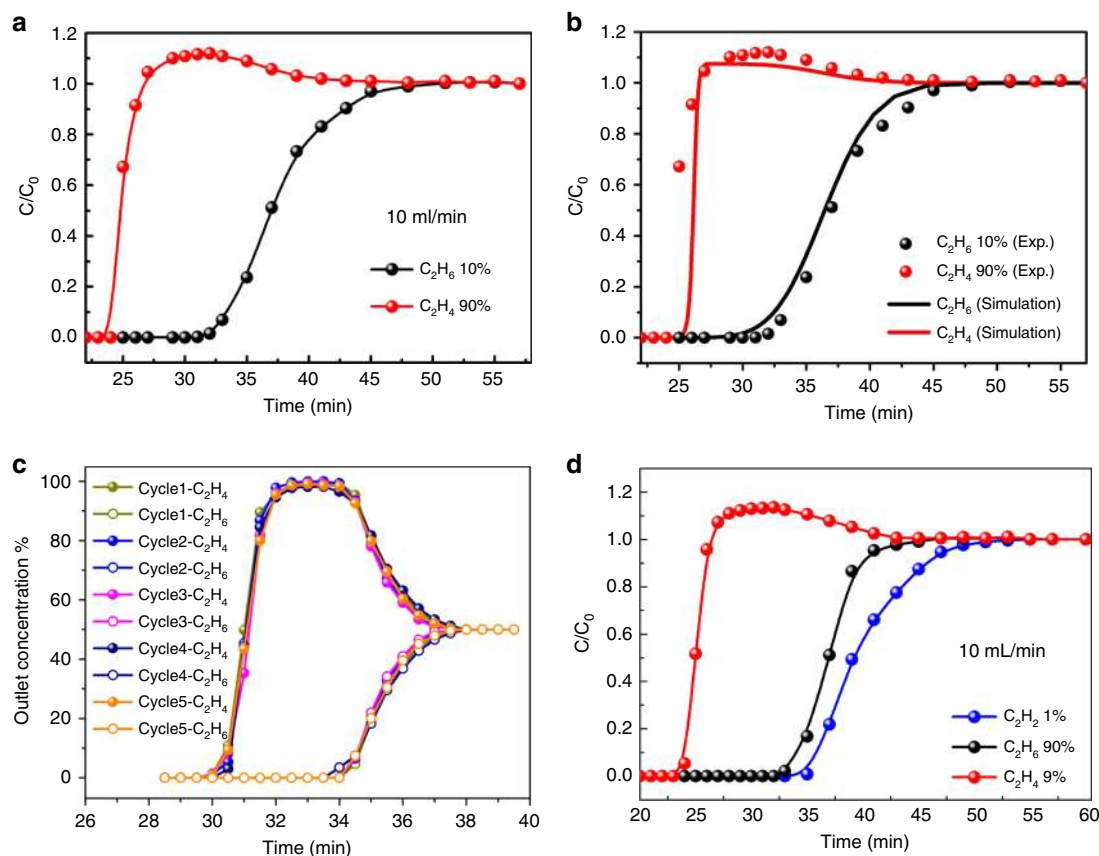 a
1.2
1.0
0.8
0.6
0.4
0.2
0.0
C/C₀
10 ml/min
C₂H₆ 10%
C₂H₄ 90%
25 30 35 40 45 50 55
Time (min)
b
1.2
1.0
0.8
0.6
0.4
0.2
0.0
C/C₀
C₂H₆ 10% (Exp.)
C₂H₄ 90% (Exp.)
C₂H₆ (Simulation)
C₂H₄ (Simulation)
25 30 35 40 45 50 55
Time (min)
c
100
80
60
40
20
0
Outlet concentration %
Cycle1-C₂H₄
Cycle1-C₂H₆
Cycle2-C₂H₄
Cycle2-C₂H₆
Cycle3-C₂H₄
Cycle3-C₂H₆
Cycle4-C₂H₄
Cycle4-C₂H₆
Cycle5-C₂H₄
Cycle5-C₂H₆
26 28 30 32 34 36 38 40
Time (min)
d
1.2
1.0
0.8
0.6
0.4
0.2
0.0
C/C₀
10 mL/min
C₂H₂ 1%
C₂H₆ 90%
C₂H₄ 9%
20 25 30 35 40 45 50 55 60
Time (min)